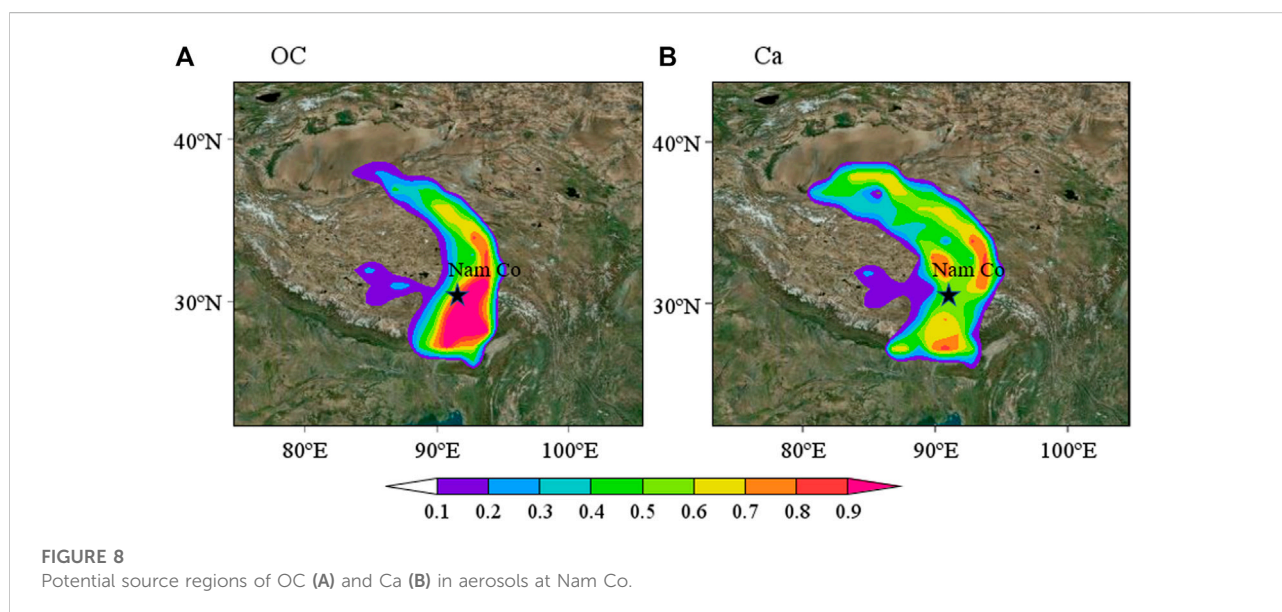 A OC
B Ca
40°N
30°N
Nam Co
80°E 90°E 100°E
40°N
30°N
Nam Co
80°E 90°E 100°E
0.1 0.2 0.3 0.4 0.5 0.6 0.7 0.8 0.9
FIGURE 8
Potential source regions of OC (A) and Ca (B) in aerosols at Nam Co.